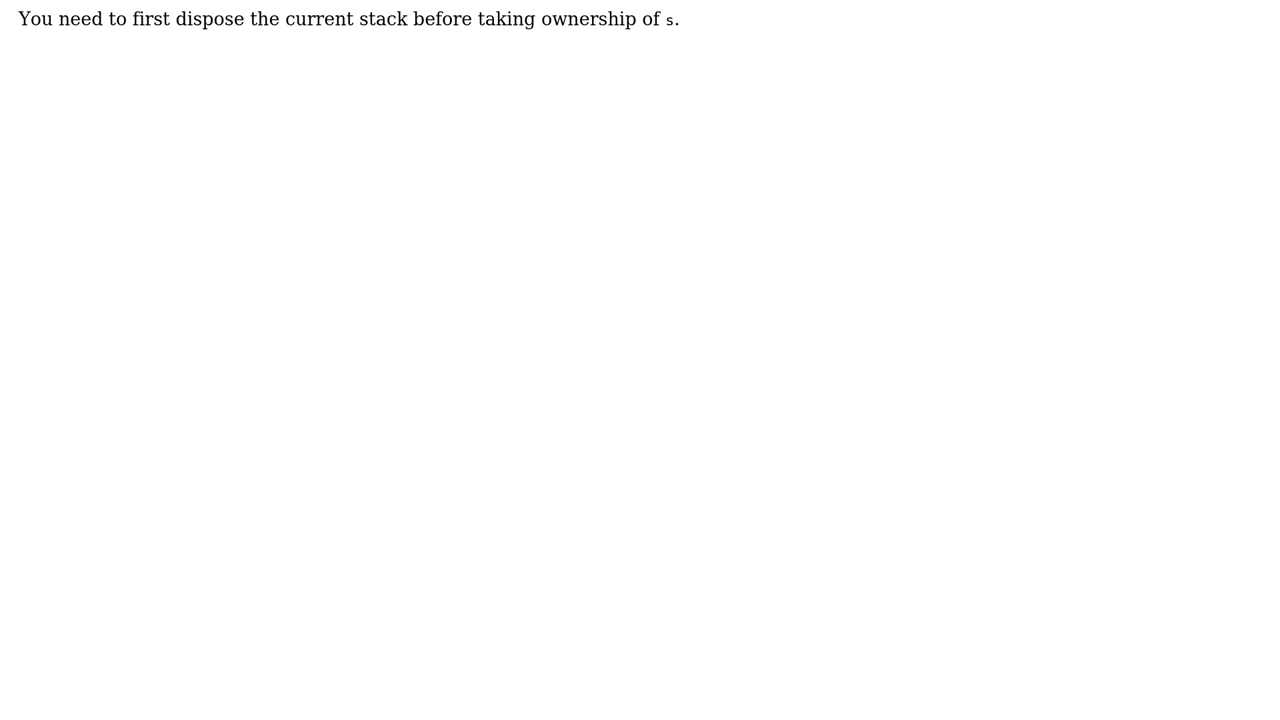 You need to first dispose the current stack before taking ownership of s.